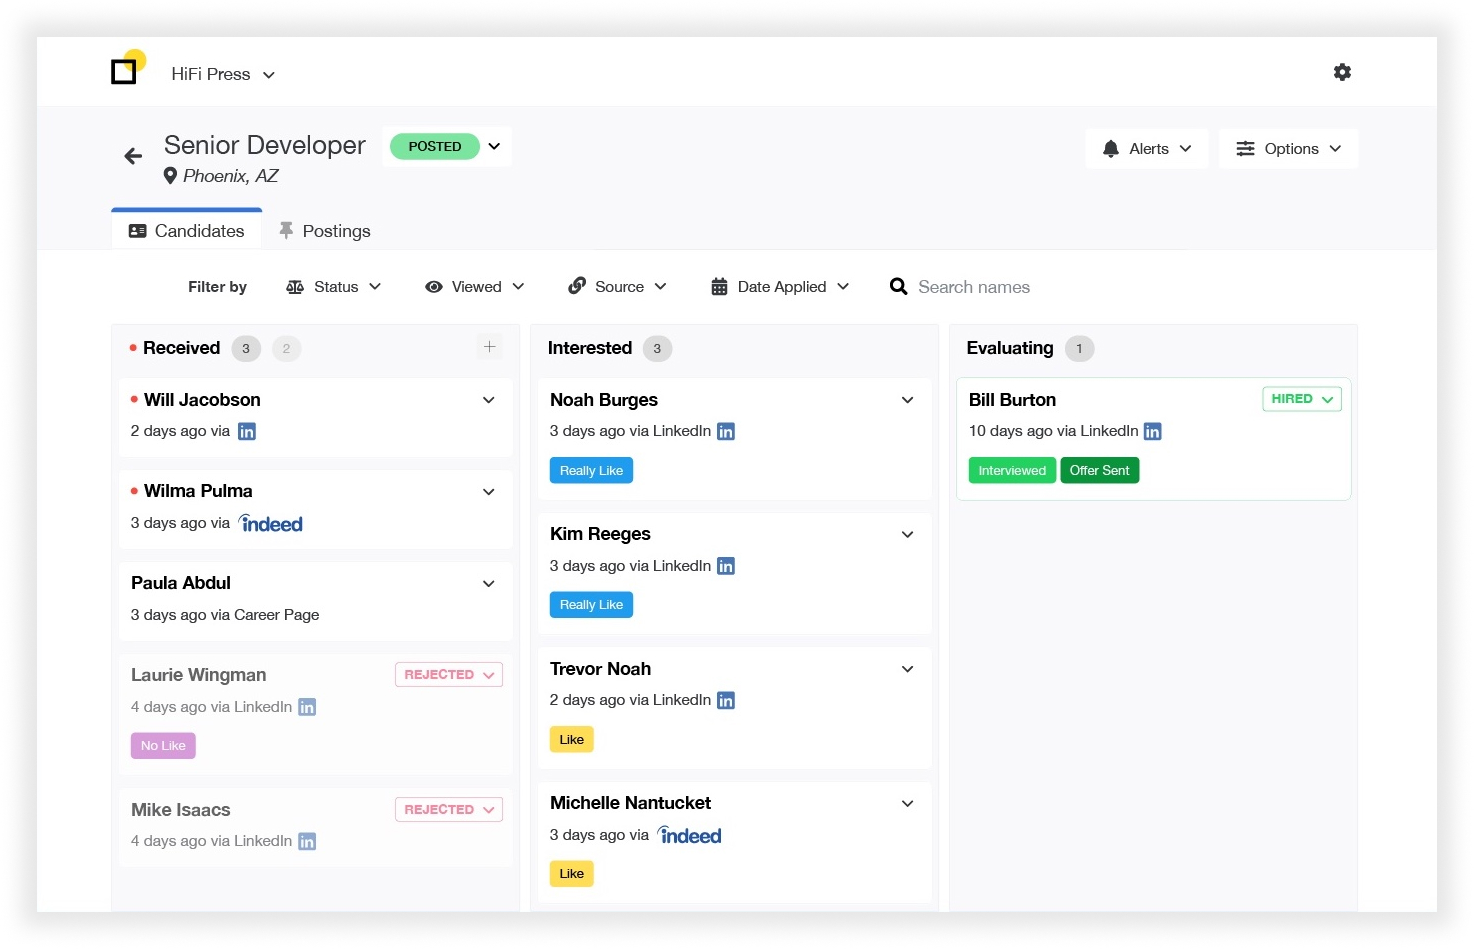 HiFi Press
Senior Developer POSTED
Phoenix, AZ
Alerts Options
Candidates Postings
Filter by Status Viewed Source Date Applied Search names
Received 3 2
Will Jacobson
2 days ago via in
Wilma Pulma
3 days ago via indeed
Paula Abdul
3 days ago via Career Page
Laurie Wingman REJECTED
4 days ago via LinkedIn in
No Like
Mike Isaacs REJECTED
4 days ago via LinkedIn in
Interested 3
Noah Burges
3 days ago via LinkedIn in
Really Like
Kim Reeges
3 days ago via LinkedIn in
Really Like
Trevor Noah
2 days ago via LinkedIn in
Like
Michelle Nantucket
3 days ago via indeed
Like
Evaluating 1
Bill Burton HIRED
10 days ago via LinkedIn in
Interviewed Offer Sent